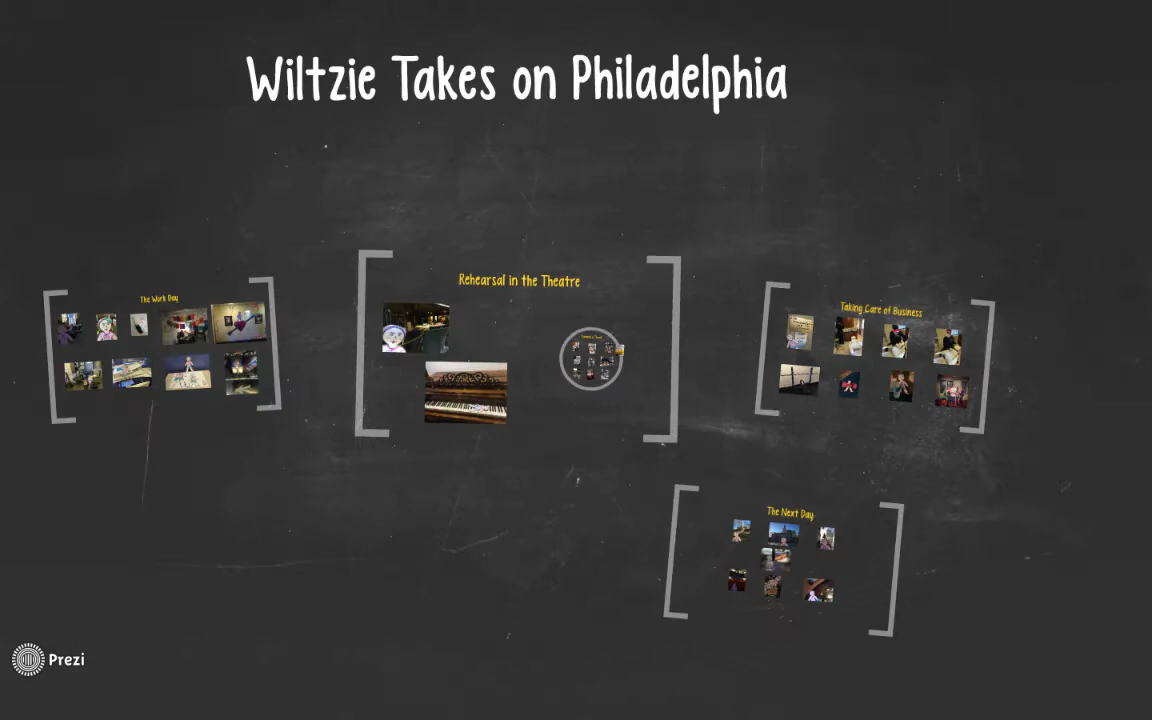 Wiltzie Takes on Philadelphia
The Work Day
Rehearsal in the Theatre
Taking Care of Business
The Next Day
Prezi